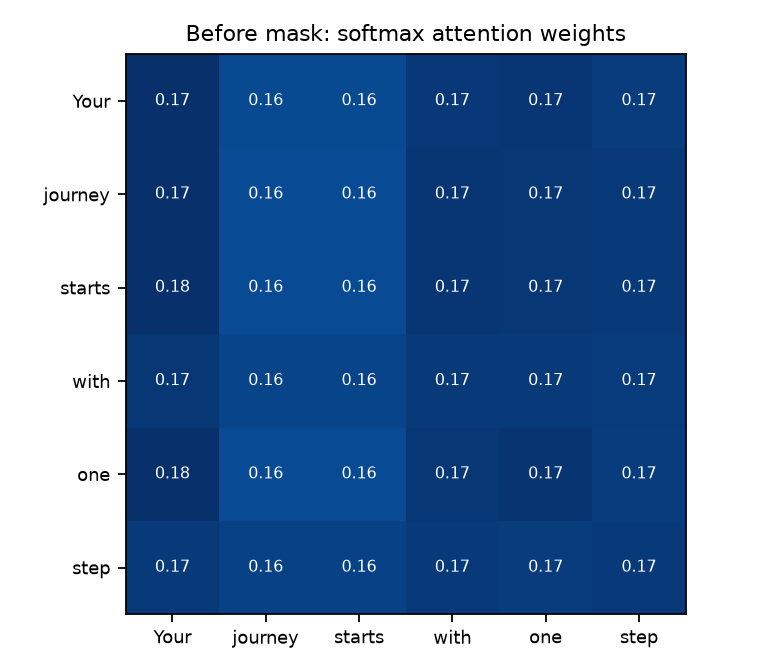 Before mask: softmax attention weights
Your 0.17 0.16 0.16 0.17 0.17 0.17
journey 0.17 0.16 0.16 0.17 0.17 0.17
starts 0.18 0.16 0.16 0.17 0.17 0.17
with 0.17 0.16 0.16 0.17 0.17 0.17
one 0.18 0.16 0.16 0.17 0.17 0.17
step 0.17 0.16 0.16 0.17 0.17 0.17
Your journey starts with one step